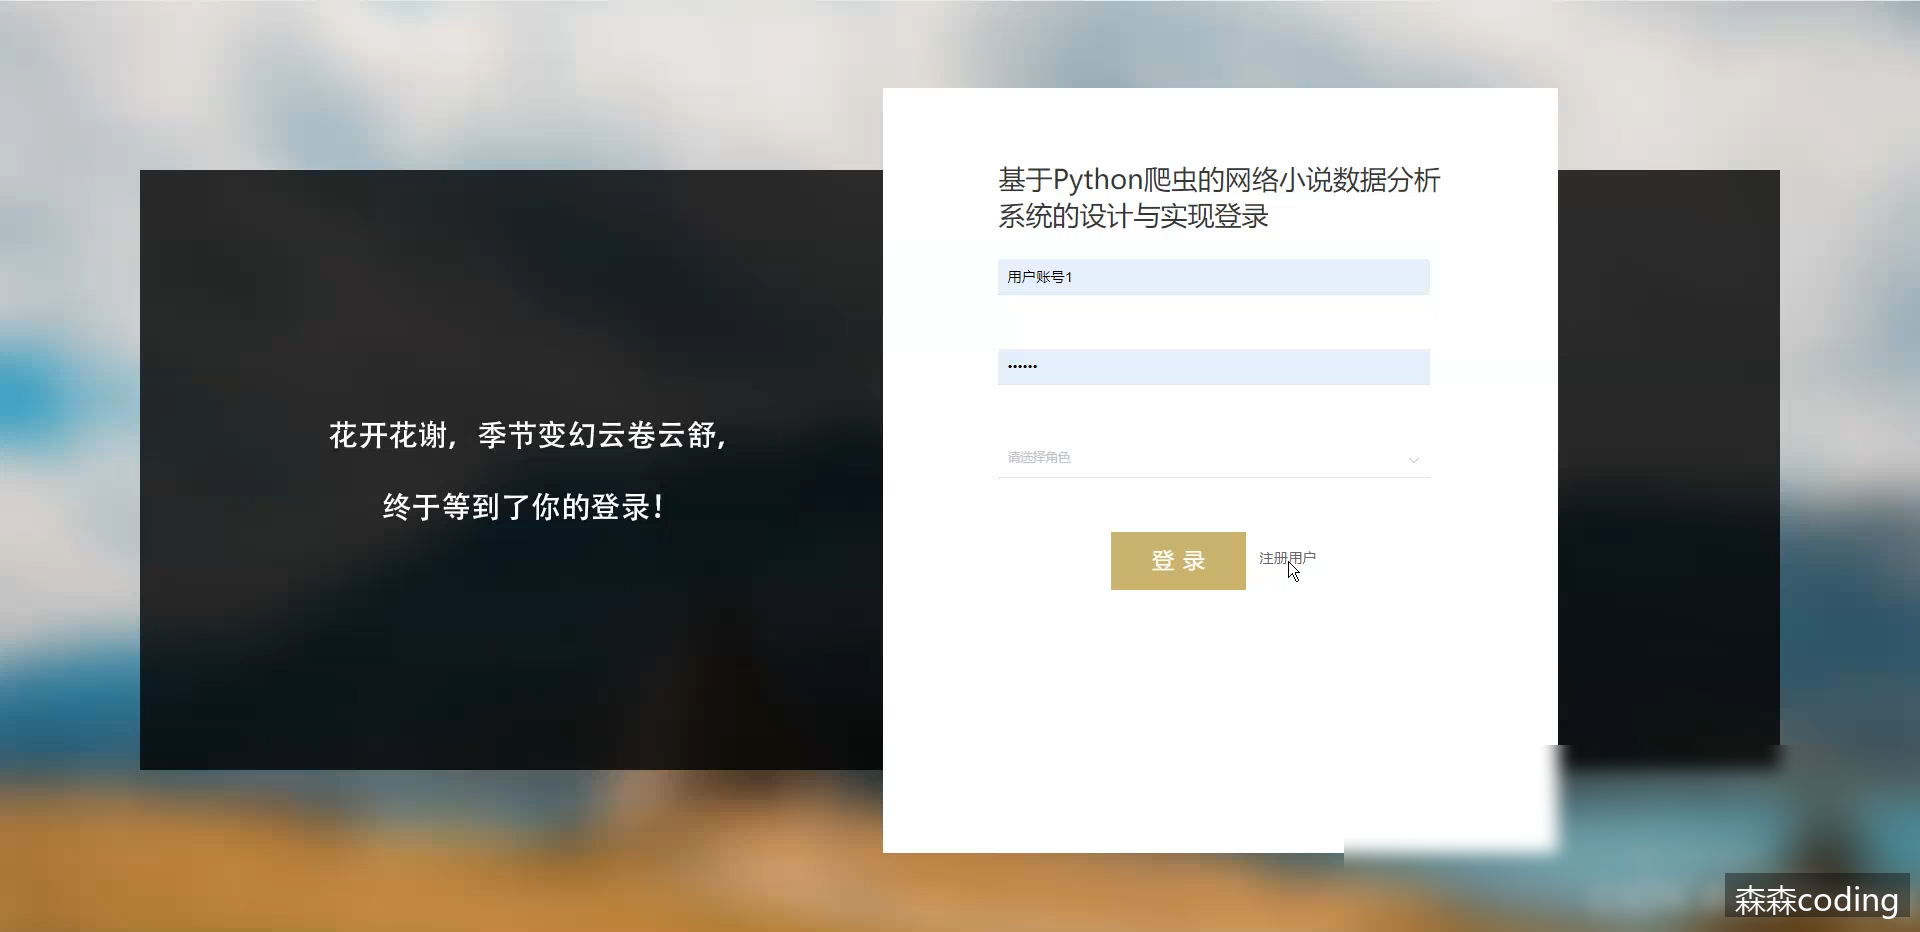 花开花谢，季节变幻云卷云舒，
终于等到了你的登录！
基于Python爬虫的网络小说数据分析
系统的设计与实现登录
用户账号1
••••••
请选择角色
登 录
注册用户
森森coding